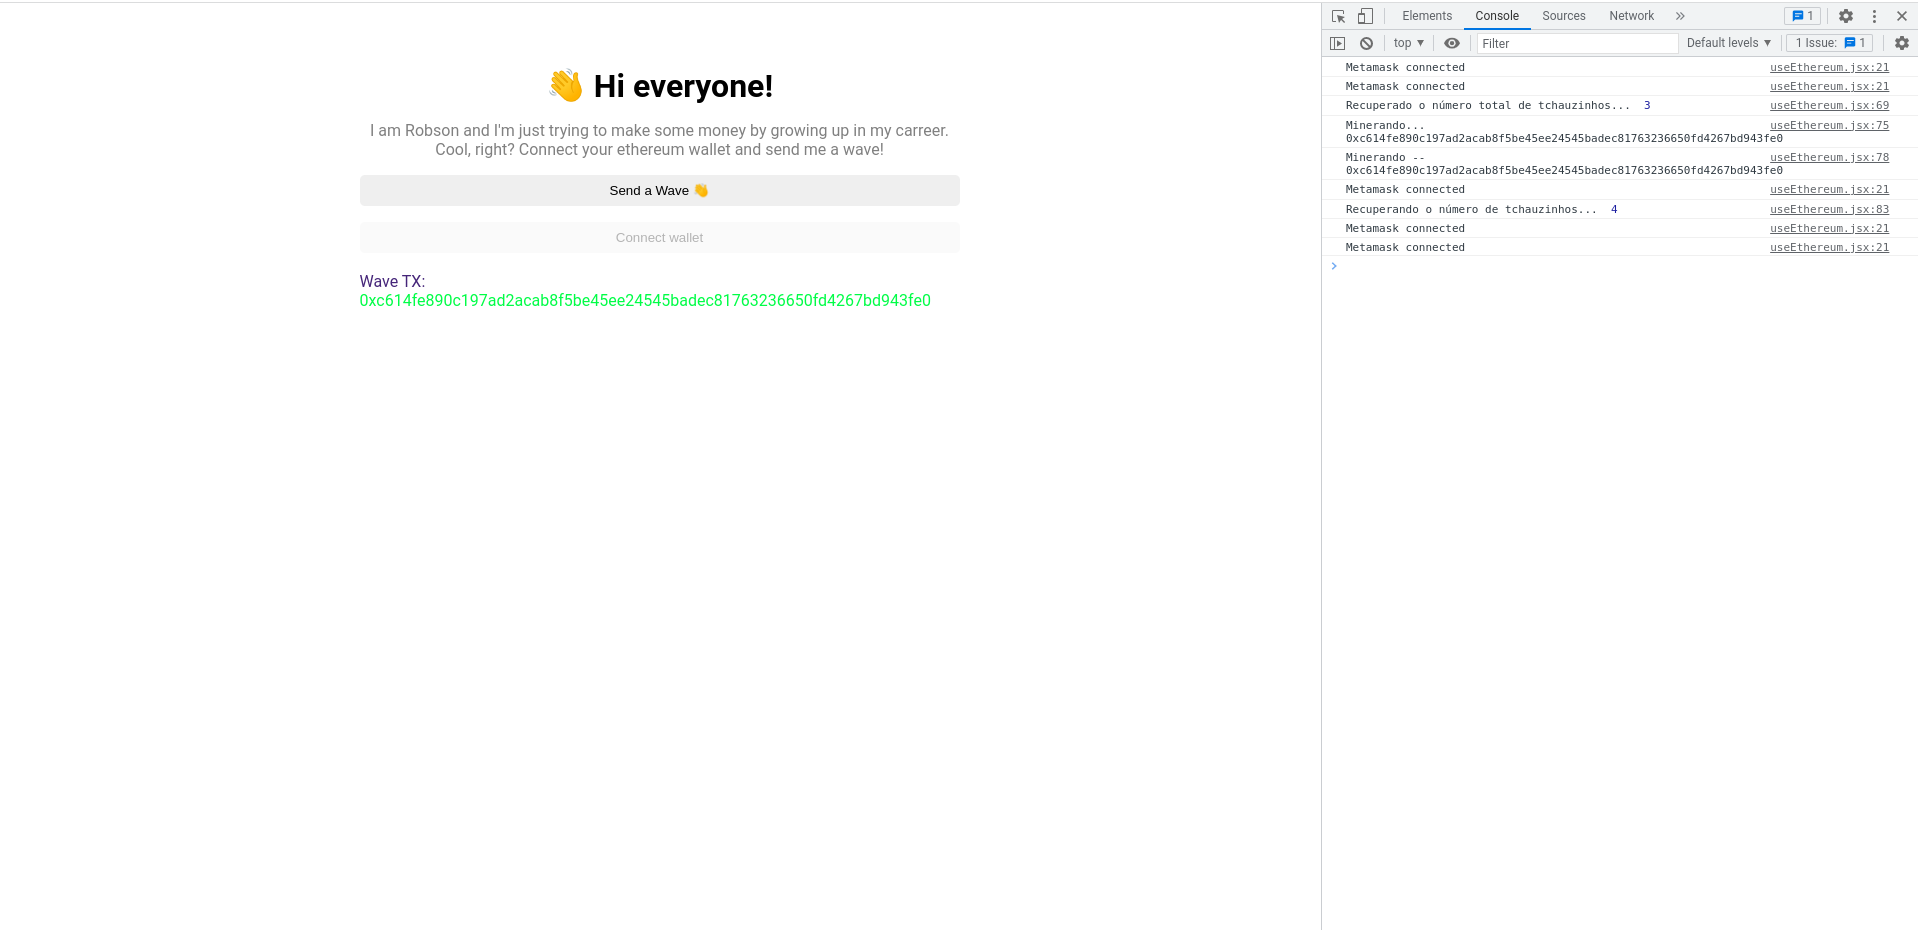 👋 Hi everyone!
I am Robson and I'm just trying to make some money by growing up in my carreer.
Cool, right? Connect your ethereum wallet and send me a wave!
Send a Wave 👋
Connect wallet
Wave TX:
0xc614fe890c197ad2acab8f5be45ee24545badec81763236650fd4267bd943fe0
Elements Console Sources Network » 1
top ▼ Filter Default levels ▼ 1 Issue: 1
Metamask connected useEthereum.jsx:21
Metamask connected useEthereum.jsx:21
Recuperado o número total de tchauzinhos... 3 useEthereum.jsx:69
Minerando... useEthereum.jsx:75
0xc614fe890c197ad2acab8f5be45ee24545badec81763236650fd4267bd943fe0
Minerando -- useEthereum.jsx:78
0xc614fe890c197ad2acab8f5be45ee24545badec81763236650fd4267bd943fe0
Metamask connected useEthereum.jsx:21
Recuperando o número de tchauzinhos... 4 useEthereum.jsx:83
Metamask connected useEthereum.jsx:21
Metamask connected useEthereum.jsx:21